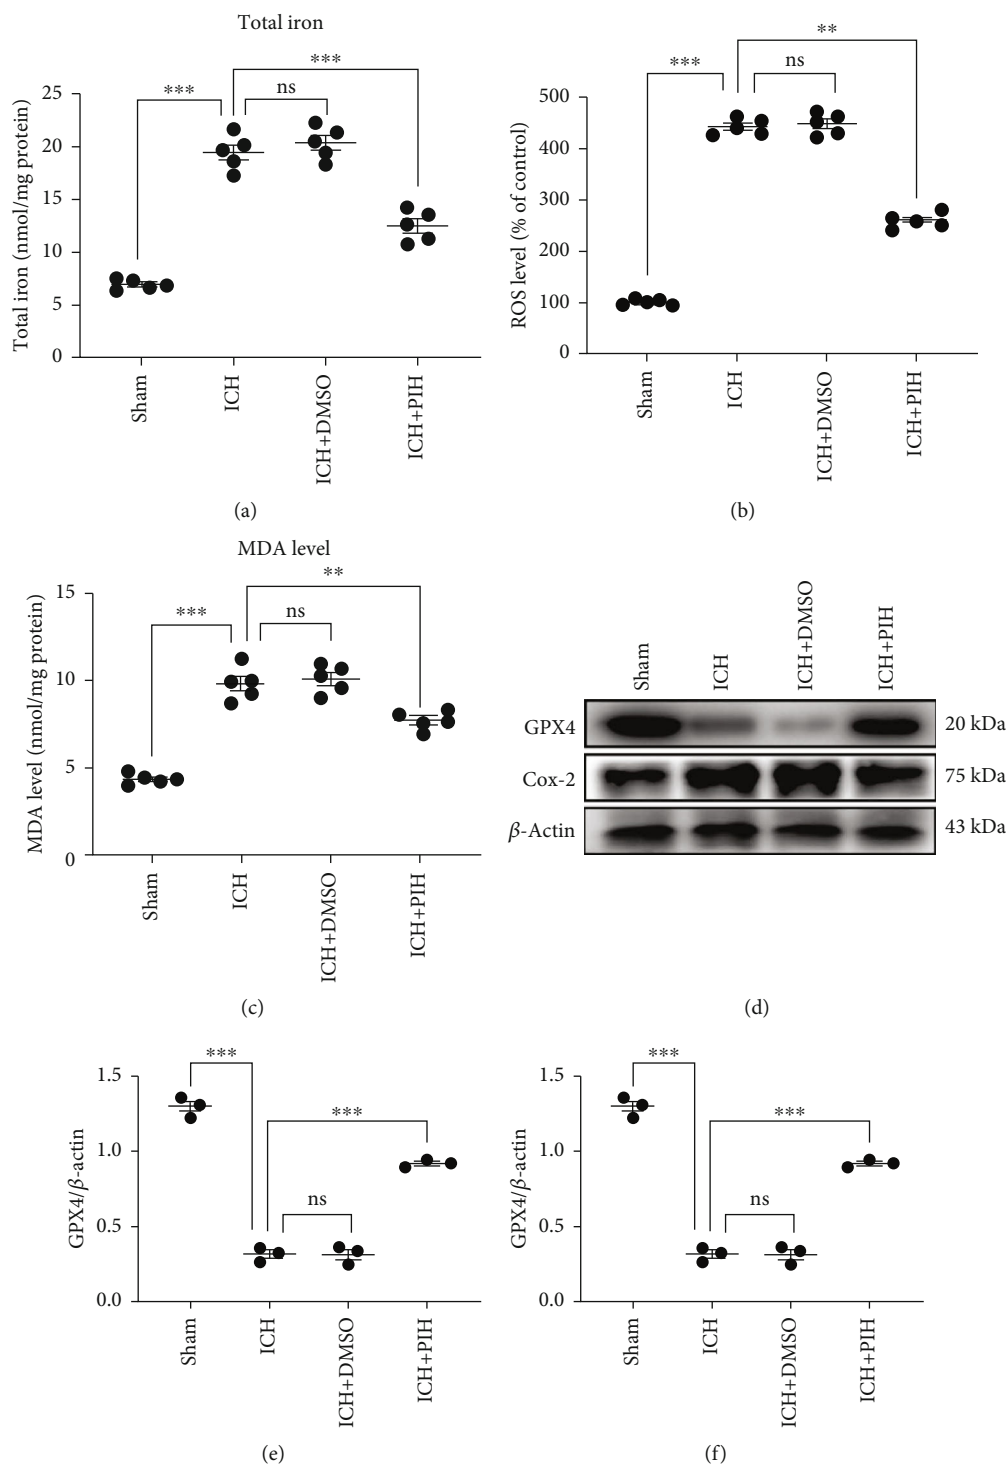 Total iron
***
***
ns
Total iron (nmol/mg protein)
25
20
15
10
5
0
Sham
ICH
ICH+DMSO
ICH+PIH
(a)
**
***
ns
ROS level (% of control)
500
400
300
200
100
0
Sham
ICH
ICH+DMSO
ICH+PIH
(b)
MDA level
**
***
ns
MDA level (nmol/mg protein)
15
10
5
0
Sham
ICH
ICH+DMSO
ICH+PIH
(c)
Sham
ICH
ICH+DMSO
ICH+PIH
GPX4 20 kDa
Cox-2 75 kDa
β-Actin 43 kDa
(d)
***
***
ns
GPX4/β-actin
1.5
1.0
0.5
0.0
Sham
ICH
ICH+DMSO
ICH+PIH
(e)
***
***
ns
GPX4/β-actin
1.5
1.0
0.5
0.0
Sham
ICH
ICH+DMSO
ICH+PIH
(f)